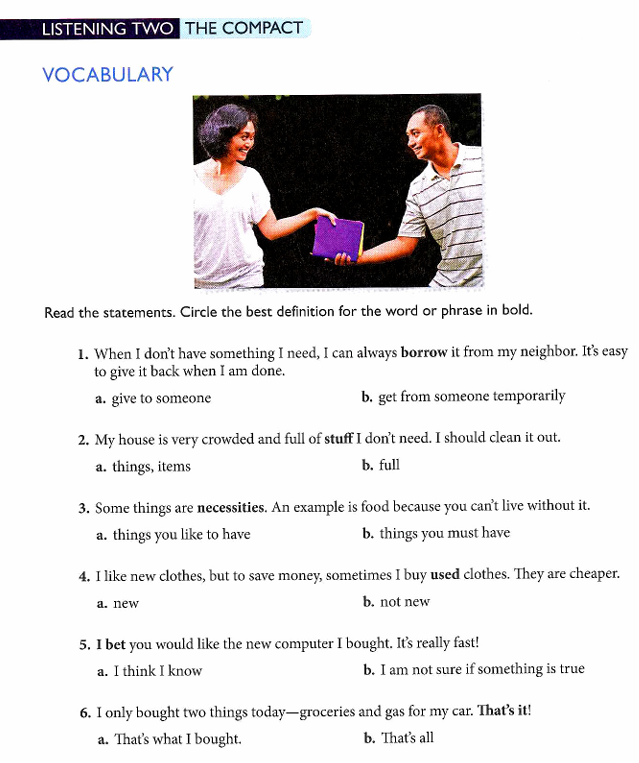 LISTENING TWO THE COMPACT
VOCABULARY
Read the statements. Circle the best definition for the word or phrase in bold.
1. When I don't have something I need, I can always borrow it from my neighbor. It's easy
to give it back when I am done.
a. give to someone b. get from someone temporarily
2. My house is very crowded and full of stuff I don't need. I should clean it out.
a. things, items b. full
3. Some things are necessities. An example is food because you can't live without it.
a. things you like to have b. things you must have
4. I like new clothes, but to save money, sometimes I buy used clothes. They are cheaper.
a. new b. not new
5. I bet you would like the new computer I bought. It's really fast!
a. I think I know b. I am not sure if something is true
6. I only bought two things today—groceries and gas for my car. That's it!
a. That's what I bought. b. That's all